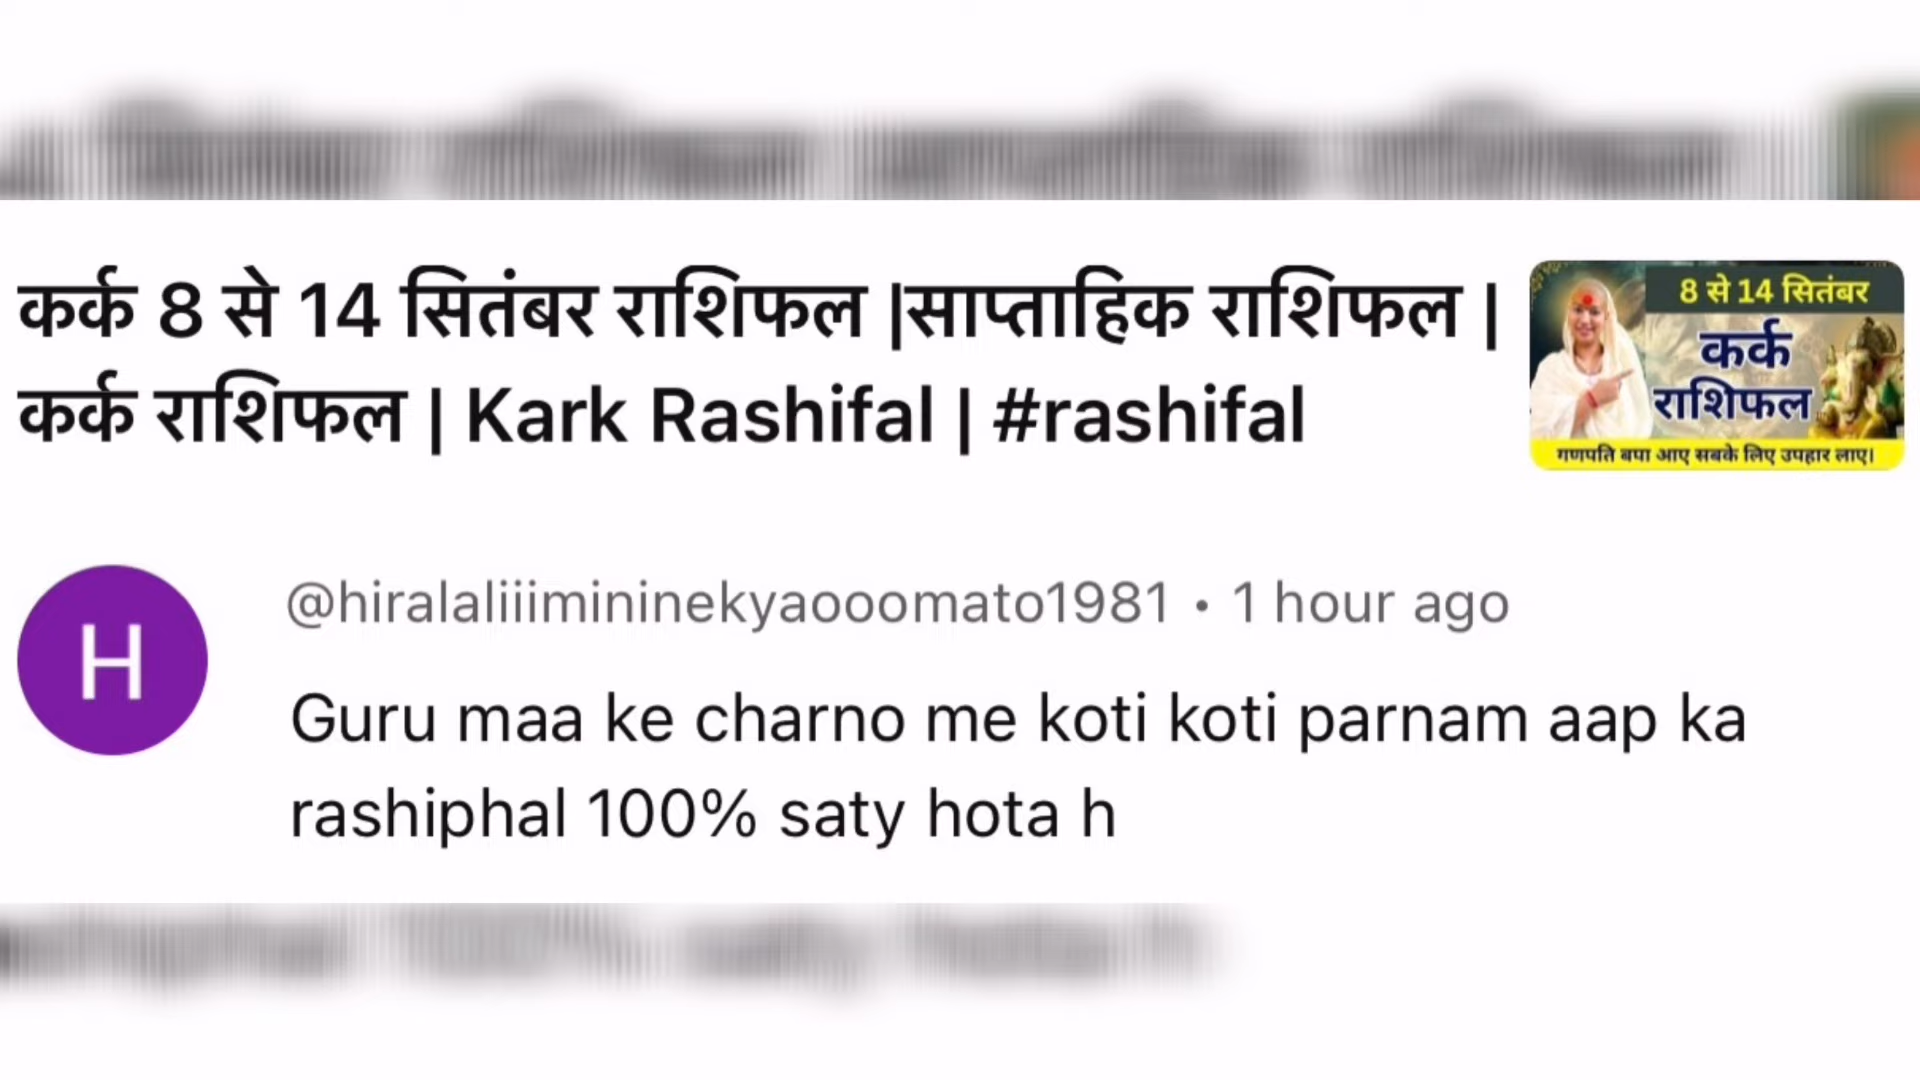 कर्क 8 से 14 सितंबर राशिफल |साप्ताहिक राशिफल |
कर्क राशिफल | Kark Rashifal | #rashifal
8 से 14 सितंबर
कर्क
राशिफल
गणपति बपा आए सबके लिए उपहार लाए।
H
@hiralaliiimininekyaooomato1981 • 1 hour ago
Guru maa ke charno me koti koti parnam aap ka
rashiphal 100% saty hota h